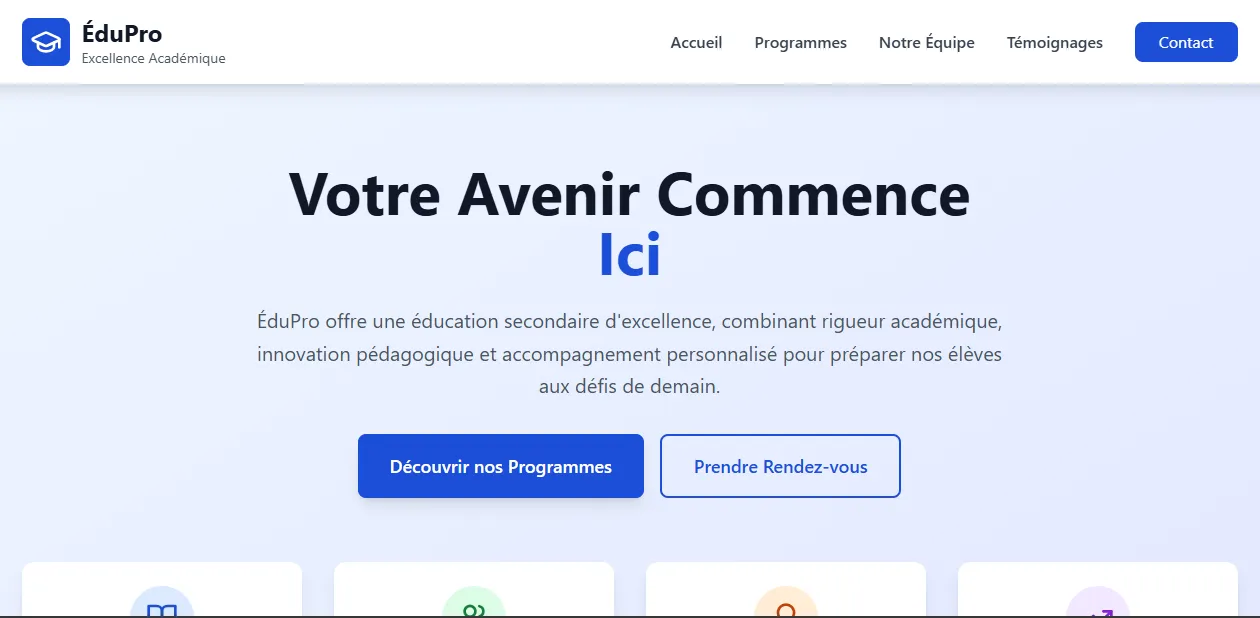 ÉduPro
Excellence Académique
Accueil
Programmes
Notre Équipe
Témoignages
Contact
Votre Avenir Commence
Ici
ÉduPro offre une éducation secondaire d'excellence, combinant rigueur académique,
innovation pédagogique et accompagnement personnalisé pour préparer nos élèves
aux défis de demain.
Découvrir nos Programmes
Prendre Rendez-vous